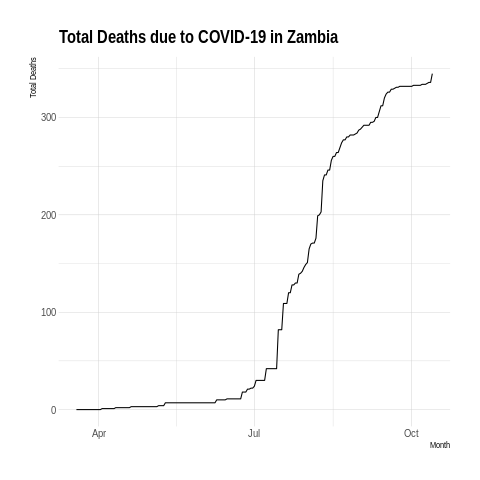 Total Deaths due to COVID-19 in Zambia
Total Deaths
300
200
100
0
Apr
Jul
Oct
Month